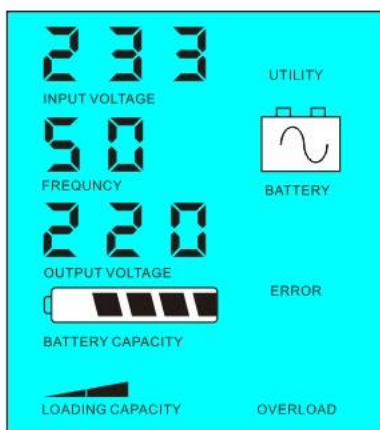 233
UTILITY
INPUT VOLTAGE
50
FREQUNCY
BATTERY
220
OUTPUT VOLTAGE
ERROR
BATTERY CAPACITY
LOADING CAPACITY
OVERLOAD